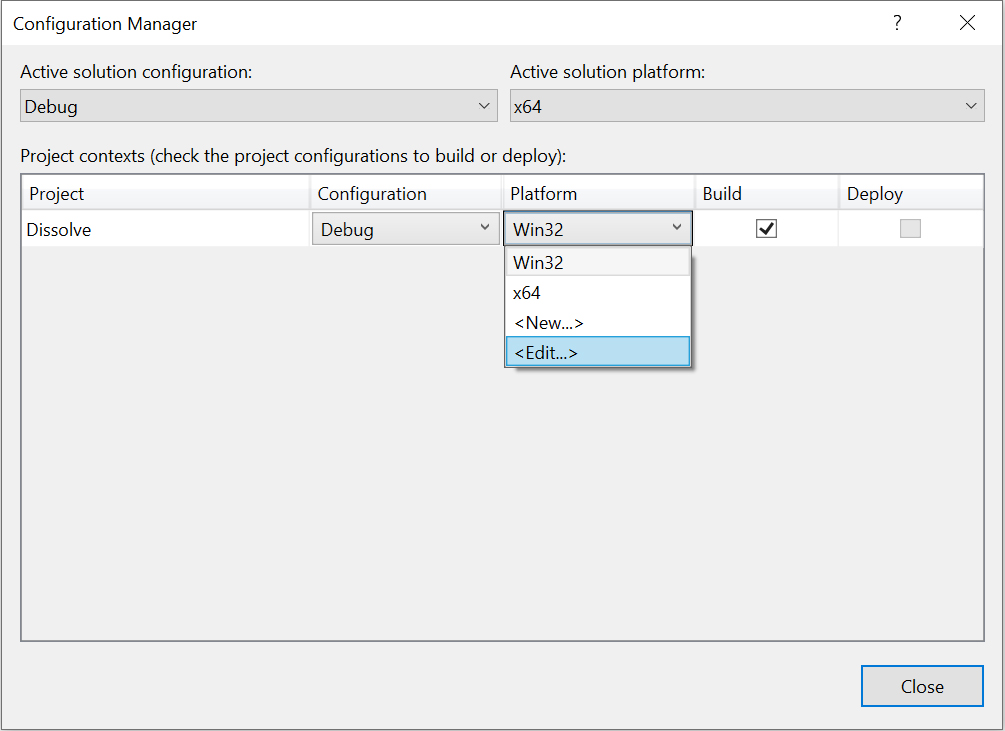 Configuration Manager ?
Active solution configuration: Active solution platform:
Debug x64
Project contexts (check the project configurations to build or deploy):
Project Configuration Platform Build Deploy
Dissolve Debug Win32
Win32
x64
<New...>
<Edit...>
Close